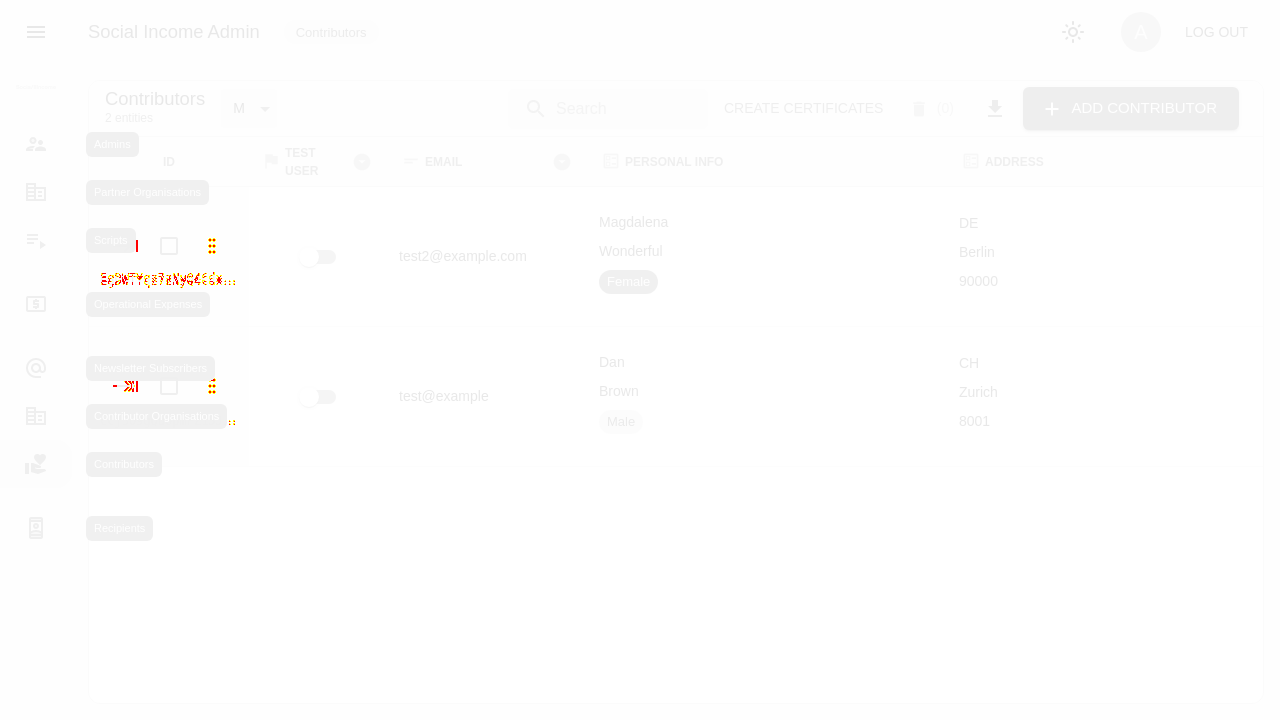 Social Income Admin Contributors A LOG OUT
Contributors M Search CREATE CERTIFICATES (0) ADD CONTRIBUTOR
2 entities
ID TEST USER EMAIL PERSONAL INFO ADDRESS
Admins
Partner Organisations
Scripts
Operational Expenses
Newsletter Subscribers
Contributor Organisations
Contributors
Recipients
test2@example.com
Magdalena
Wonderful
Female
DE
Berlin
90000
test@example
Dan
Brown
Male
CH
Zurich
8001